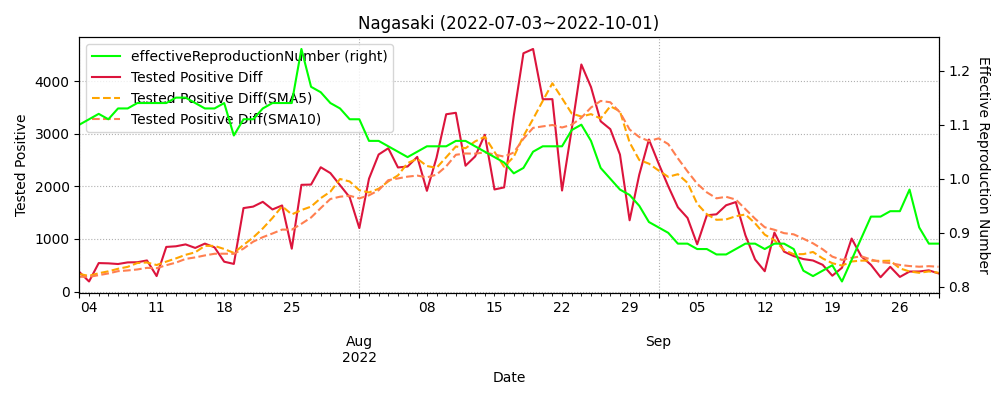 Nagasaki (2022-07-03~2022-10-01)
effectiveReproductionNumber (right)
Tested Positive Diff
Tested Positive Diff(SMA5)
Tested Positive Diff(SMA10)
Tested Positive
4000
3000
2000
1000
0
1.2
1.1
1.0
0.9
0.8
Effective Reproduction Number
04 11 18 25 08 15 22 29 05 12 19 26
Aug Sep
2022
Date